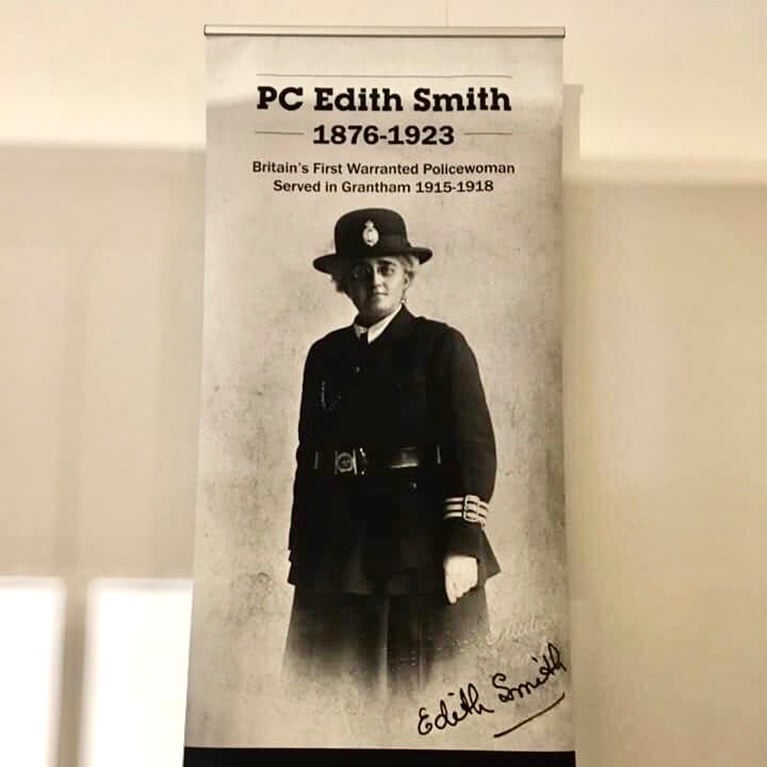 PC Edith Smith
1876-1923
Britain's First Warranted Policewoman
Served in Grantham 1915-1918
Edith Smith